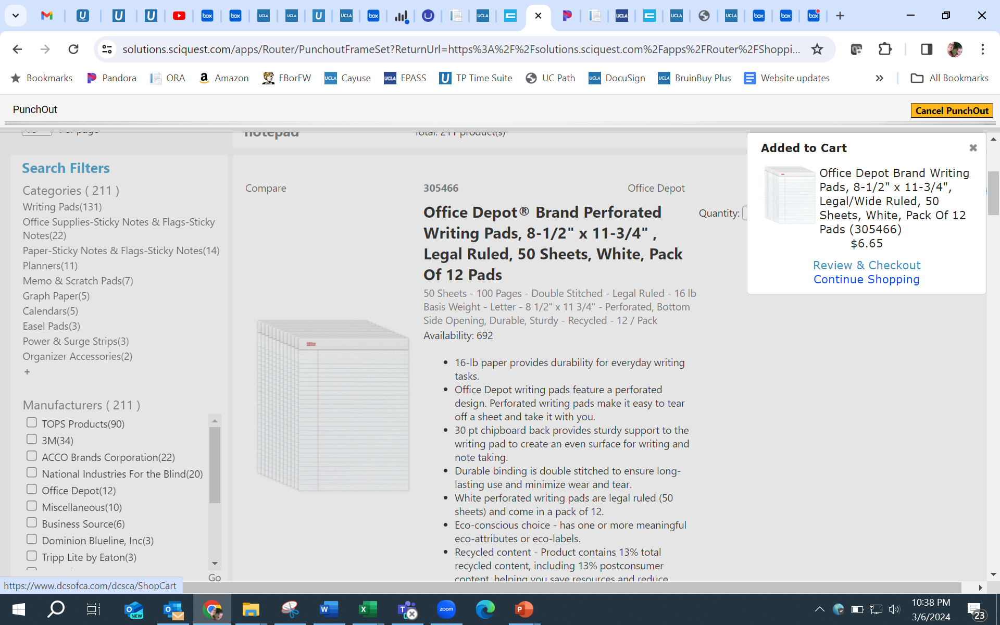 solutions.sciquest.com/apps/Router/PunchoutFrameSet?ReturnUrl=https%3A%2F%2Fsolutions.sciquest.com%2Fapps%2FRouter%2FShoppi...
Bookmarks Pandora ORA Amazon FBorFW Cayuse EPASS TP Time Suite UC Path DocuSign BruinBuy Plus Website updates All Bookmarks
PunchOut
Cancel PunchOut
Per page
notepad
Total: 211 product(s)
Search Filters
Categories ( 211 )
Writing Pads(131)
Office Supplies-Sticky Notes & Flags-Sticky
Notes(22)
Paper-Sticky Notes & Flags-Sticky Notes(14)
Planners(11)
Memo & Scratch Pads(7)
Graph Paper(5)
Calendars(5)
Easel Pads(3)
Power & Surge Strips(3)
Organizer Accessories(2)
+
Manufacturers ( 211 )
TOPS Products(90)
3M(34)
ACCO Brands Corporation(22)
National Industries For the Blind(20)
Office Depot(12)
Miscellaneous(10)
Business Source(6)
Dominion Blueline, Inc(3)
Tripp Lite by Eaton(3)
Go
Compare
305466
Office Depot
Office Depot® Brand Perforated
Writing Pads, 8-1/2" x 11-3/4" ,
Legal Ruled, 50 Sheets, White, Pack
Of 12 Pads
Quantity:
50 Sheets - 100 Pages - Double Stitched - Legal Ruled - 16 lb
Basis Weight - Letter - 8 1/2" x 11 3/4" - Perforated, Bottom
Side Opening, Durable, Sturdy - Recycled - 12 / Pack
Availability: 692
• 16-lb paper provides durability for everyday writing
tasks.
• Office Depot writing pads feature a perforated
design. Perforated writing pads make it easy to tear
off a sheet and take it with you.
• 30 pt chipboard back provides sturdy support to the
writing pad to create an even surface for writing and
note taking.
• Durable binding is double stitched to ensure long-
lasting use and minimize wear and tear.
• White perforated writing pads are legal ruled (50
sheets) and come in a pack of 12.
• Eco-conscious choice - has one or more meaningful
eco-attributes or eco-labels.
• Recycled content - Product contains 13% total
recycled content, including 13% postconsumer
content, helping you save resources and reduce
Added to Cart
Office Depot Brand Writing
Pads, 8-1/2" x 11-3/4",
Legal/Wide Ruled, 50
Sheets, White, Pack Of 12
Pads (305466)
$6.65
Review & Checkout
Continue Shopping
https://www.dcsofca.com/dcsca/ShopCart
10:38 PM
3/6/2024
23